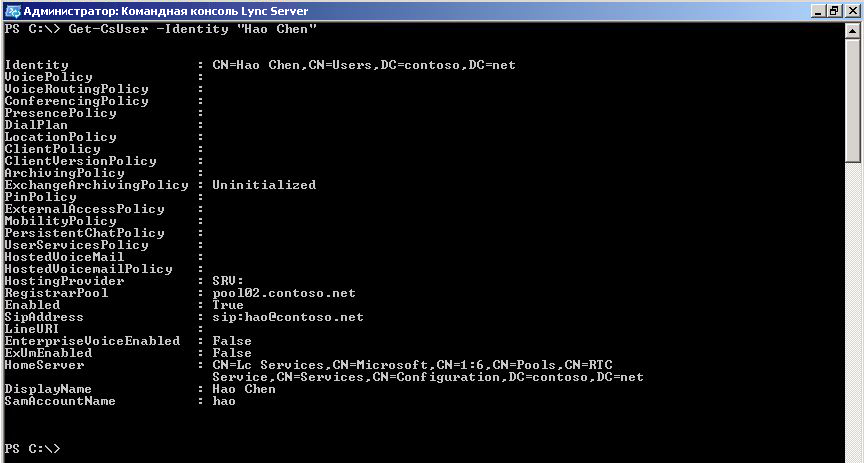 Администратор: Командная консоль Lync Server
PS C:\> Get-CsUser -Identity "Hao Chen"
Identity : CN=Hao Chen,CN=Users,DC=contoso,DC=net
VoicePolicy :
VoiceRoutingPolicy :
ConferencingPolicy :
PresencePolicy :
DialPlan :
LocationPolicy :
ClientPolicy :
ClientVersionPolicy :
ArchivingPolicy :
ExchangeArchivingPolicy : Uninitialized
PinPolicy :
ExternalAccessPolicy :
MobilityPolicy :
PersistentChatPolicy :
UserServicesPolicy :
HostedVoiceMail :
HostedVoicemailPolicy :
HostingProvider : SRV:
RegistrarPool : pool02.contoso.net
Enabled : True
SipAddress : sip:hao@contoso.net
LineURI :
EnterpriseVoiceEnabled : False
ExUmEnabled : False
HomeServer : CN=Lc Services,CN=Microsoft,CN=1:6,CN=Pools,CN=RTC
Service,CN=Services,CN=Configuration,DC=contoso,DC=net
DisplayName : Hao Chen
SamAccountName : hao
PS C:\>